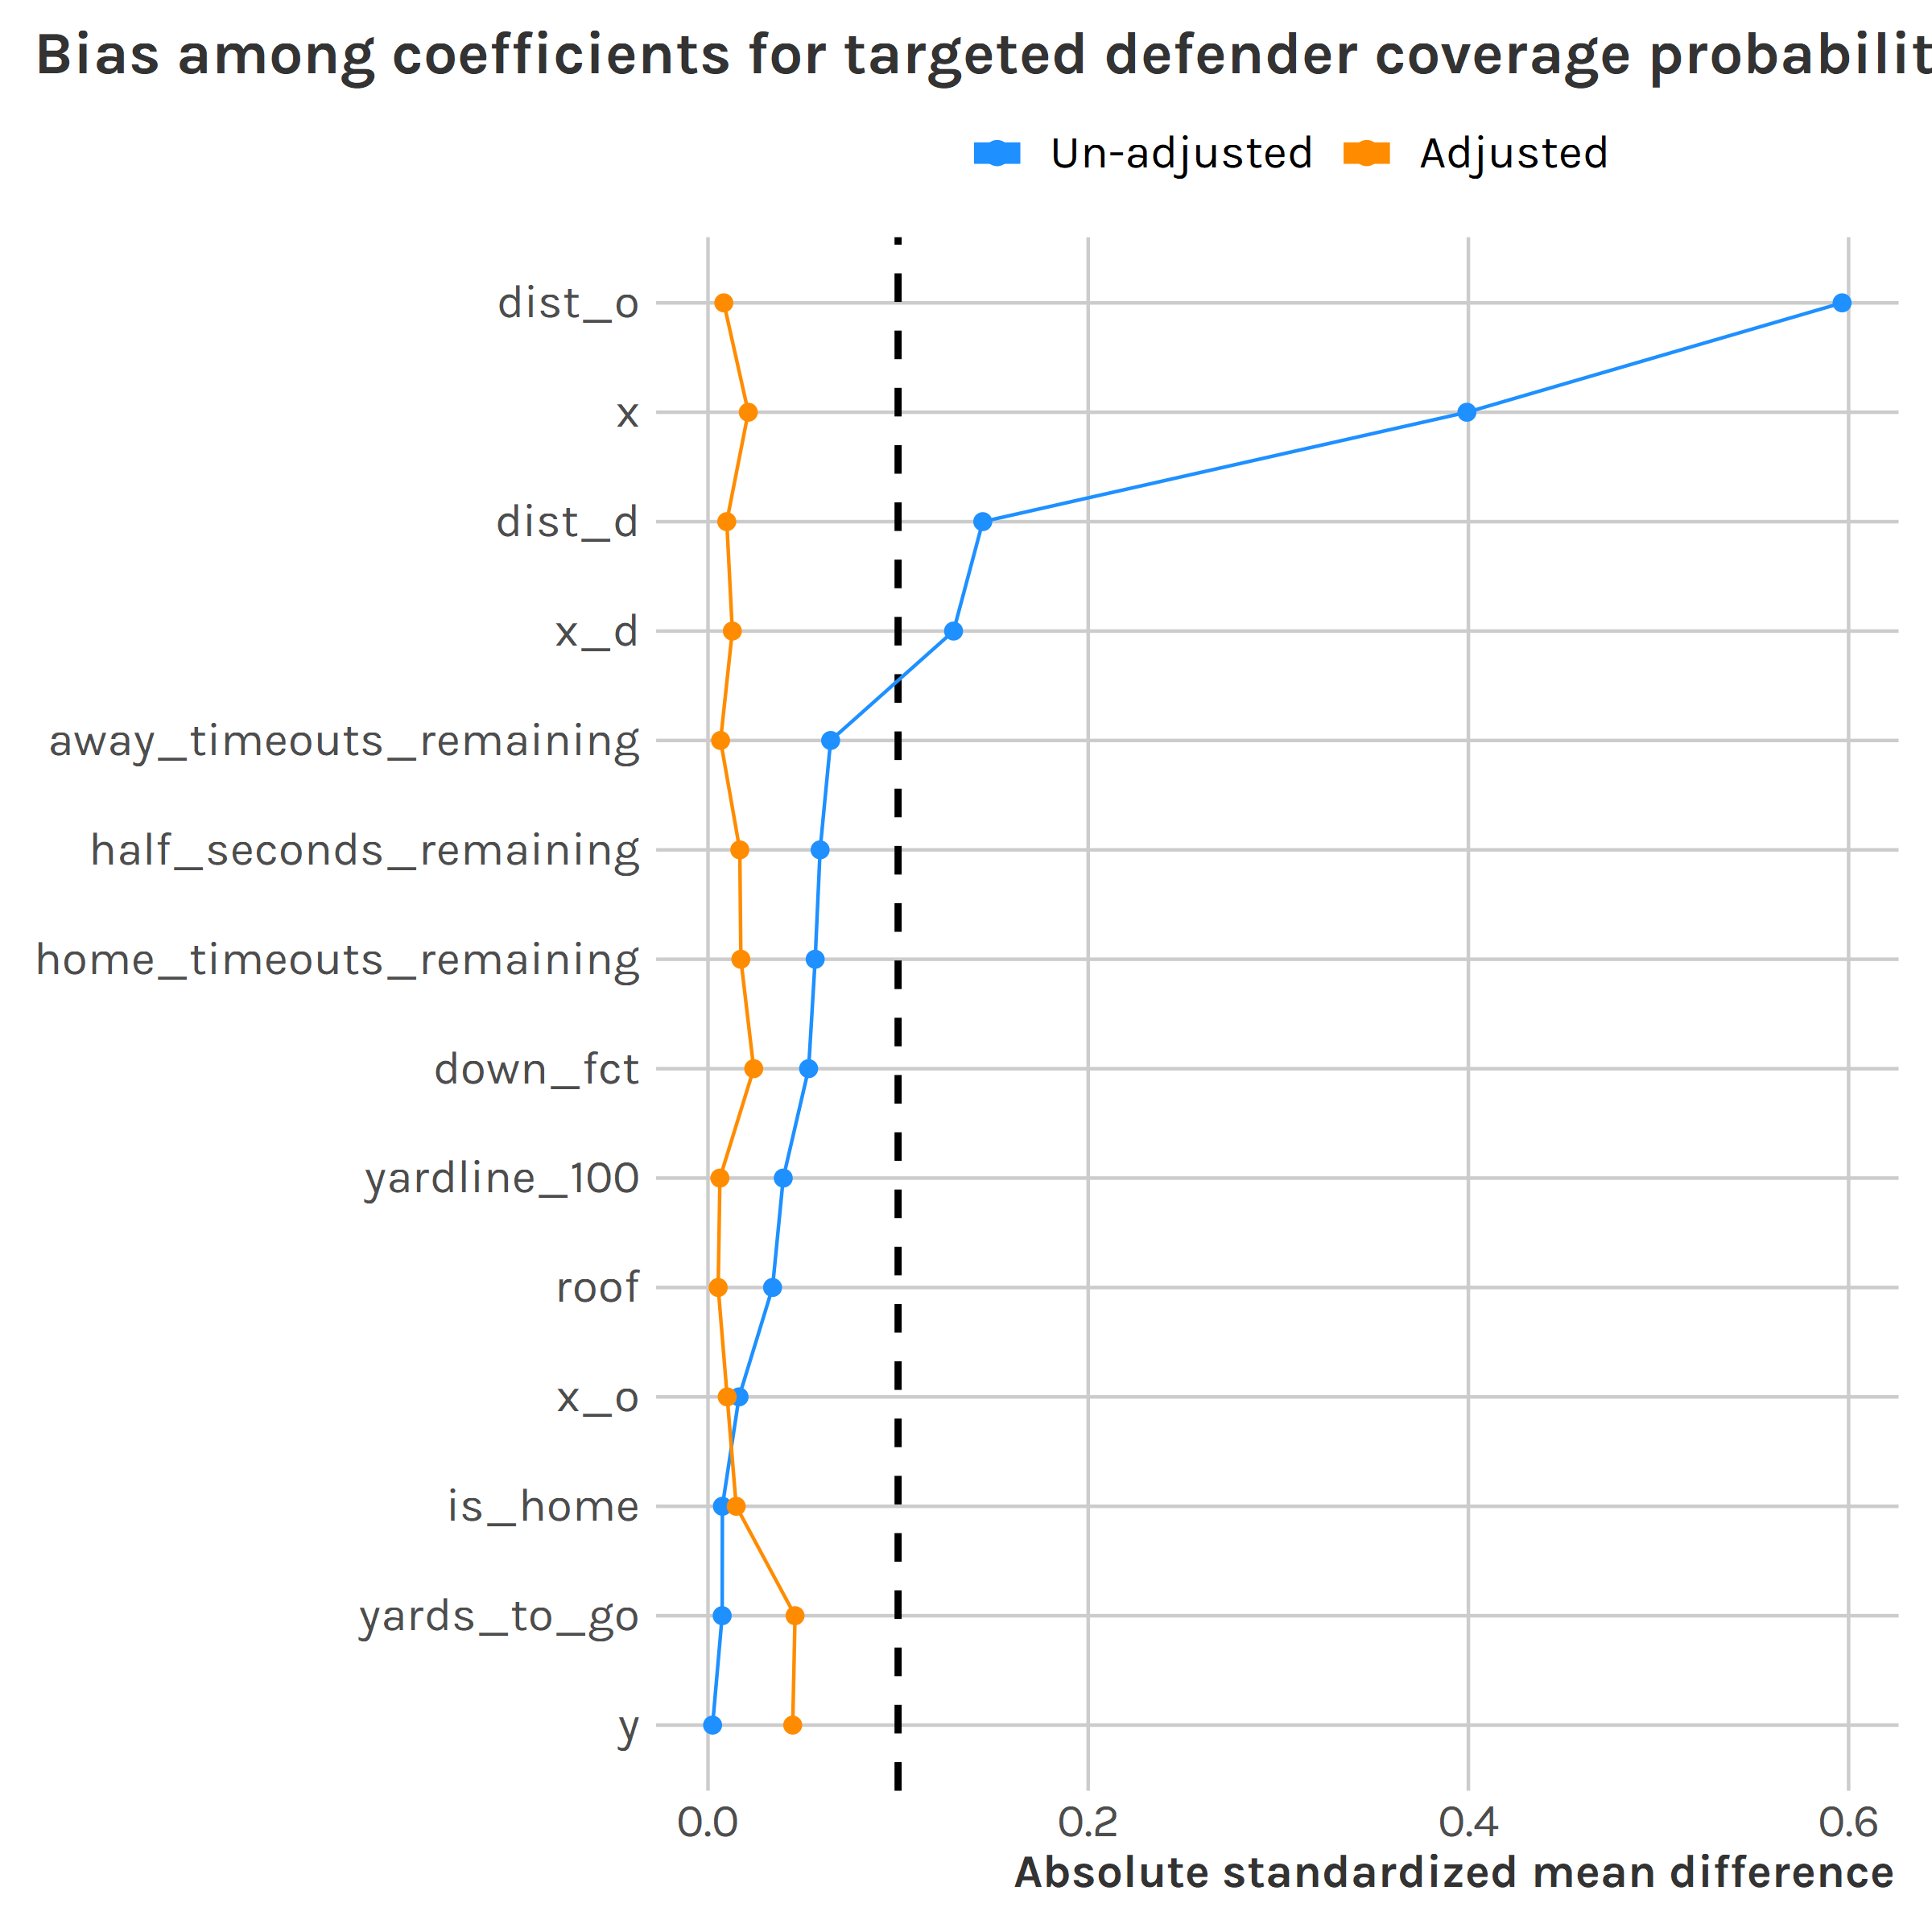 Bias among coefficients for targeted defender coverage probabilit
Un-adjusted Adjusted
dist_o
x
dist_d
x_d
away_timeouts_remaining
half_seconds_remaining
home_timeouts_remaining
down_fct
yardline_100
roof
x_o
is_home
yards_to_go
y
0.0 0.2 0.4 0.6
Absolute standardized mean difference